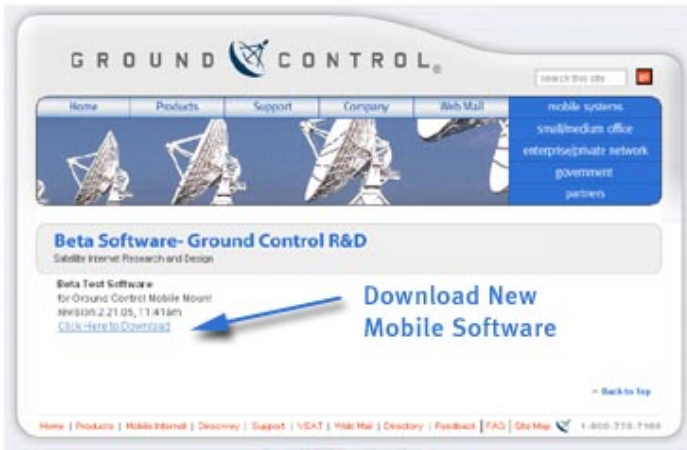 GROUND CONTROL®
search this site
Home Products Support Company Web Mail
mobile systems
small/medium office
enterprise/private network
government
partners
Beta Software- Ground Control R&D
Satellite Internet Research and Design
Beta Test Software
for Ground Control Mobile Mount
revision 2.21.05, 11:41am
Click Here to Download
Download New
Mobile Software
Back to Top
Home | Products | Mobile Internet | Direcway | Support | VSAT | Web Mail | Directory | Feedback | FAQ | Site Map